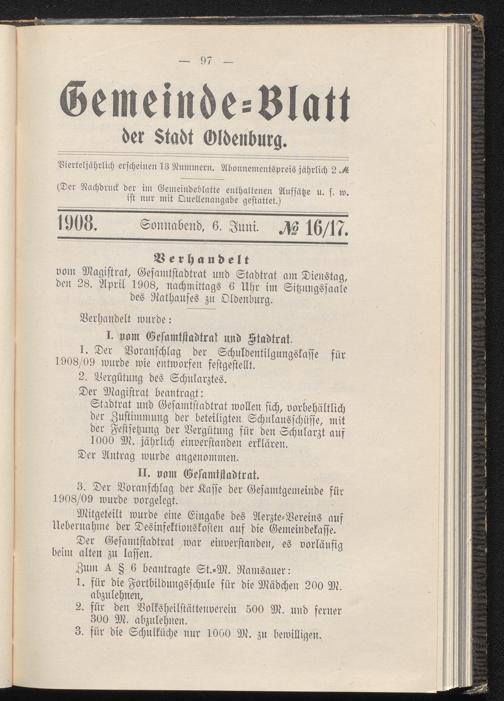 — 97 —
Gemeinde=Blatt
der Stadt Oldenburg.
Vierteljährlich erscheinen 13 Nummern. Abonnementspreis jährlich 2 ℳ
(Der Nachdruck der im Gemeindeblatte enthaltenen Aufsätze u. s. w.
ist nur mit Quellenangabe gestattet.)
1908. Sonnabend, 6. Juni. № 16/17.
Verhandelt
vom Magistrat, Gesamtstadtrat und Stadtrat am Dienstag,
den 28. April 1908, nachmittags 6 Uhr im Sitzungssaale
des Rathauses zu Oldenburg.
Verhandelt wurde:
I. vom Gesamtstadtrat und Stadtrat.
1. Der Voranschlag der Schuldentilgungskasse für
1908/09 wurde wie entworfen festgestellt.
2. Vergütung des Schularztes.
Der Magistrat beantragt:
Stadtrat und Gesamtstadtrat wollen sich, vorbehältlich
der Zustimmung der beteiligten Schulausschüsse, mit
der Festsetzung der Vergütung für den Schularzt auf
1000 M. jährlich einverstanden erklären.
Der Antrag wurde angenommen.
II. vom Gesamtstadtrat.
3. Der Voranschlag der Kasse der Gesamtgemeinde für
1908/09 wurde vorgelegt.
Mitgeteilt wurde eine Eingabe des Aerzte-Vereins auf
Uebernahme der Desinfektionskosten auf die Gemeindekasse.
Der Gesamtstadtrat war einverstanden, es vorläufig
beim alten zu lassen.
Zum A § 6 beantragte St.-M. Ramsauer:
1. für die Fortbildungsschule für die Mädchen 200 M.
abzulehnen,
2. für den Volksheilstättenverein 500 M. und ferner
300 M. abzulehnen.
3. für die Schulküche nur 1000 M. zu bewilligen.